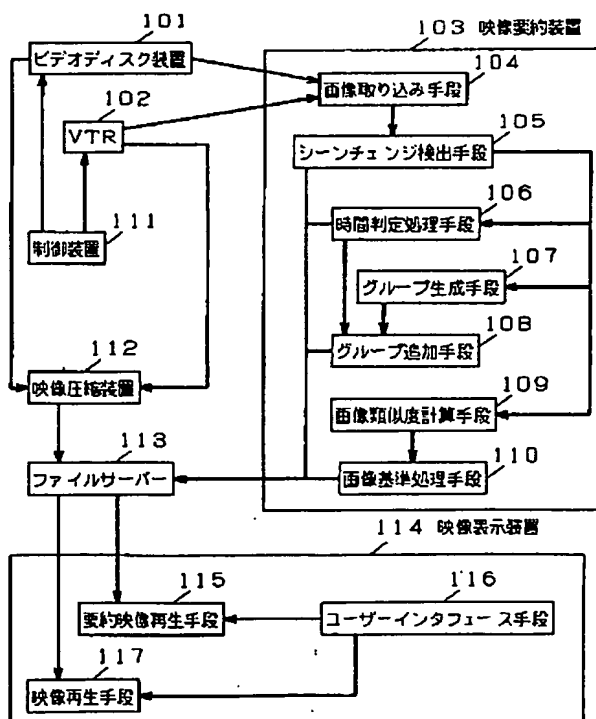 101
ビデオディスク装置
102
VTR
111
制御装置
112
映像圧縮装置
113
ファイルサーバー
103 映像要約装置
104
画像取り込み手段
105
シーンチェンジ検出手段
106
時間判定処理手段
107
グループ生成手段
108
グループ追加手段
109
画像類似度計算手段
110
画像基準処理手段
114 映像表示装置
115
要約映像再生手段
116
ユーザーインタフェース手段
117
映像再生手段